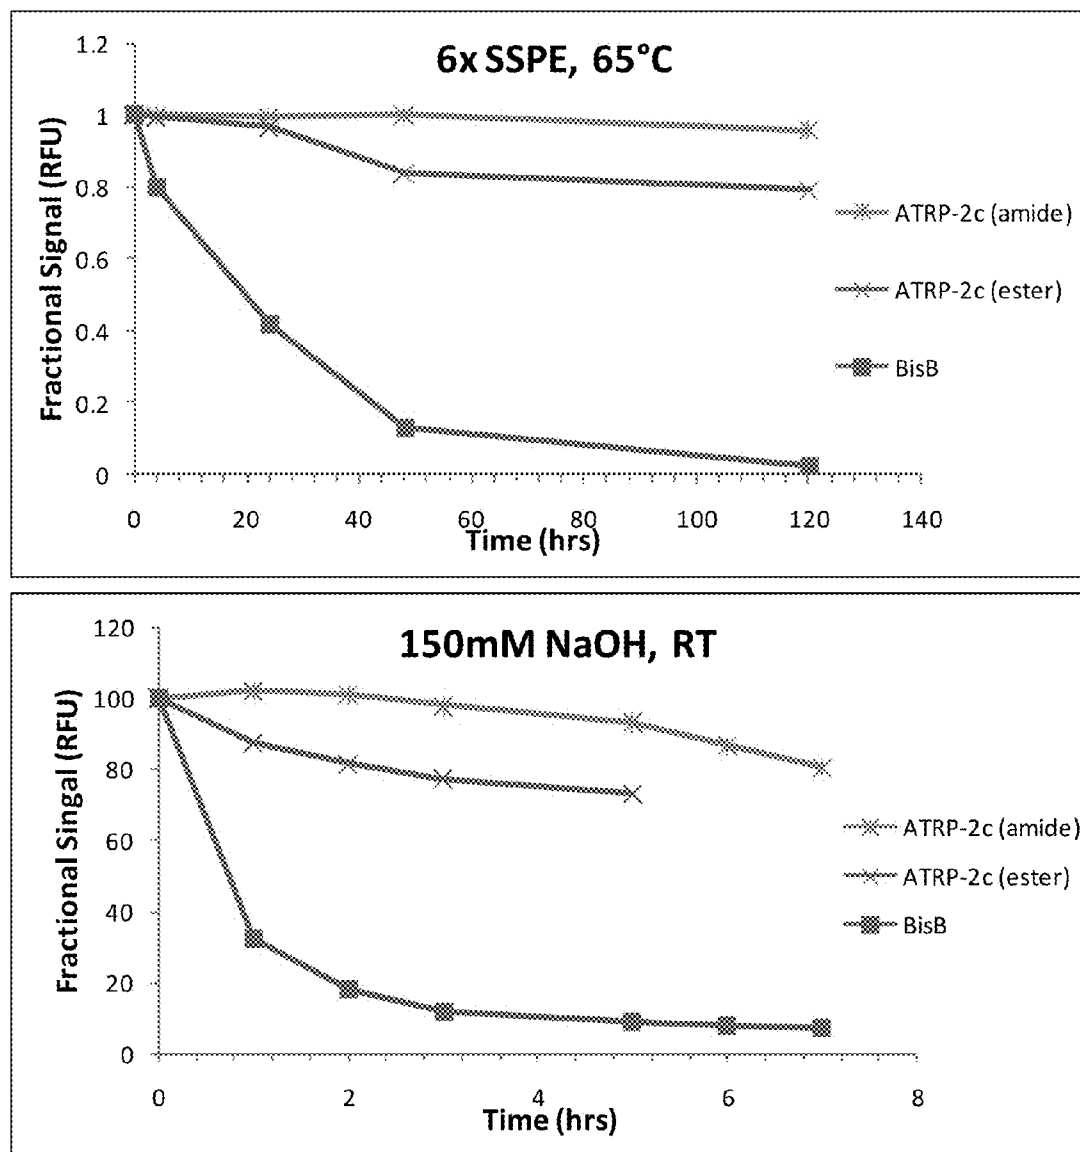 6x SSPE, 65°C
Fractional Signal (RFU)
1.2
1
0.8
0.6
0.4
0.2
0
0 20 40 60 80 100 120 140
Time (hrs)
ATRP-2c (amide)
ATRP-2c (ester)
BisB
150mM NaOH, RT
Fractional Singal (RFU)
120
100
80
60
40
20
0
0 2 4 6 8
Time (hrs)
ATRP-2c (amide)
ATRP-2c (ester)
BisB